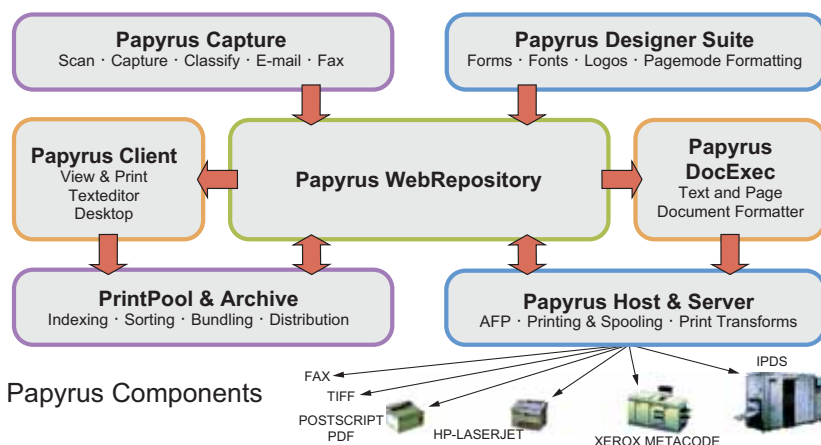 Papyrus Capture
Scan · Capture · Classify · E-mail · Fax
Papyrus Designer Suite
Forms · Fonts · Logos · Pagemode Formatting
Papyrus Client
View & Print
Texteditor
Desktop
Papyrus WebRepository
Papyrus
DocExec
Text and Page
Document Formatter
PrintPool & Archive
Indexing · Sorting · Bundling · Distribution
Papyrus Host & Server
AFP · Printing & Spooling · Print Transforms
Papyrus Components
FAX
TIFF
POSTSCRIPT
PDF
HP-LASERJET
XEROX METACODE
IPDS